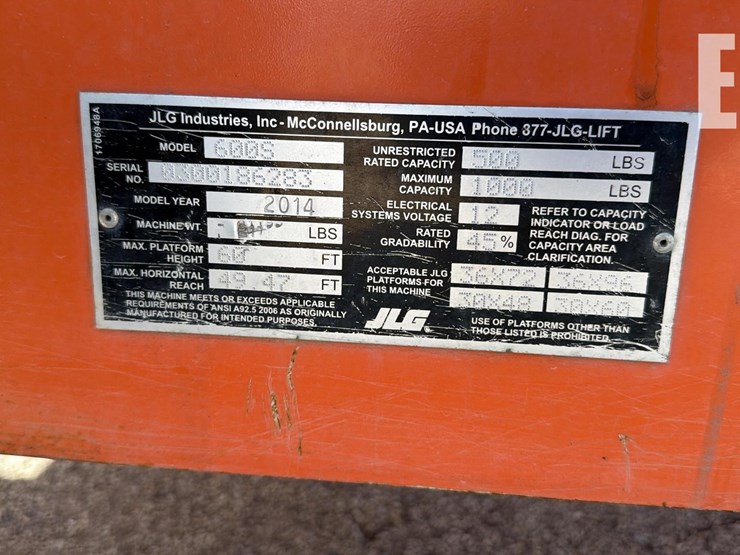 JLG Industries, Inc - McConnellsburg, PA-USA Phone 877-JLG-LIFT
1706948A
MODEL 600S
SERIAL NO. 0300186283
MODEL YEAR 2014
MACHINE WT. LBS
MAX. PLATFORM HEIGHT 60 FT
MAX. HORIZONTAL REACH 49.47 FT
THIS MACHINE MEETS OR EXCEEDS APPLICABLE
REQUIREMENTS OF ANSI A92.5 2006 AS ORIGINALLY
MANUFACTURED FOR INTENDED PURPOSES.
UNRESTRICTED RATED CAPACITY 500 LBS
MAXIMUM CAPACITY 1000 LBS
ELECTRICAL SYSTEMS VOLTAGE 12
RATED GRADABILITY 45%
REFER TO CAPACITY
INDICATOR OR LOAD
REACH DIAG. FOR
CAPACITY AREA
CLARIFICATION.
ACCEPTABLE JLG
PLATFORMS FOR
THIS MACHINE
36X72 36X96
30X48
JLG
USE OF PLATFORMS OTHER THAN
THOSE LISTED IS PROHIBITED.
E